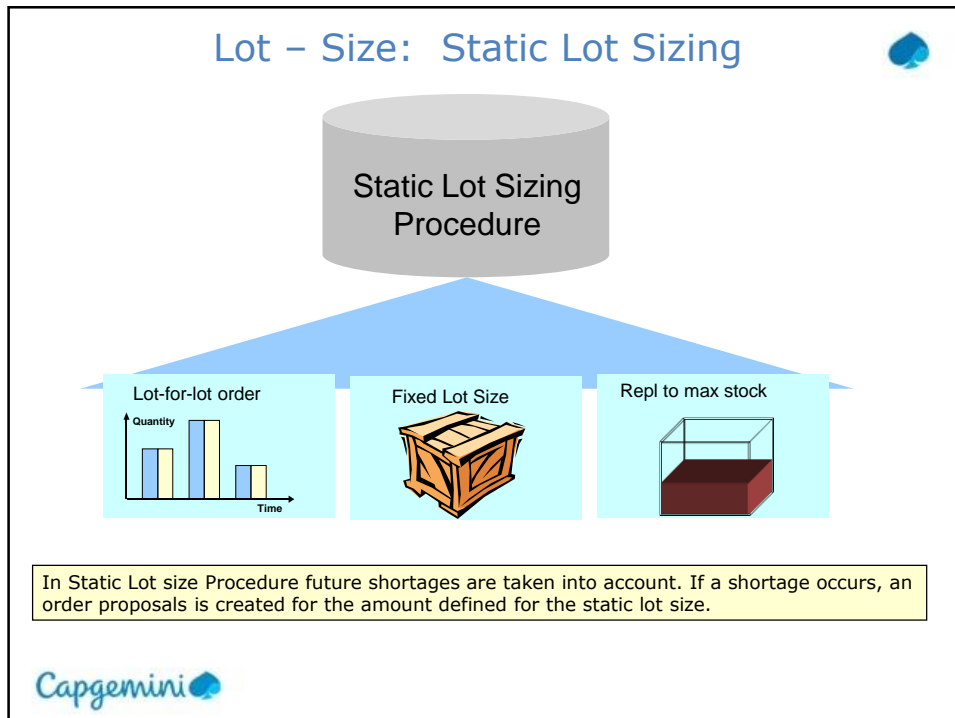 Lot – Size: Static Lot Sizing
Static Lot Sizing
Procedure
Lot-for-lot order
Quantity
Time
Fixed Lot Size
Repl to max stock
In Static Lot size Procedure future shortages are taken into account. If a shortage occurs, an
order proposals is created for the amount defined for the static lot size.
Capgemini